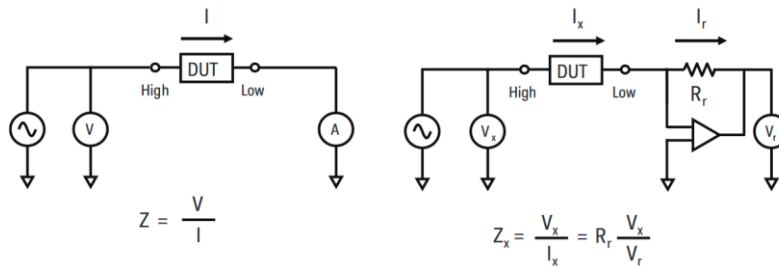 I
DUT
High
Low
V
A
Z = V / I
I_x
I_r
DUT
High
Low
R_r
V_x
V_r
Z_x = V_x / I_x = R_r V_x / V_r